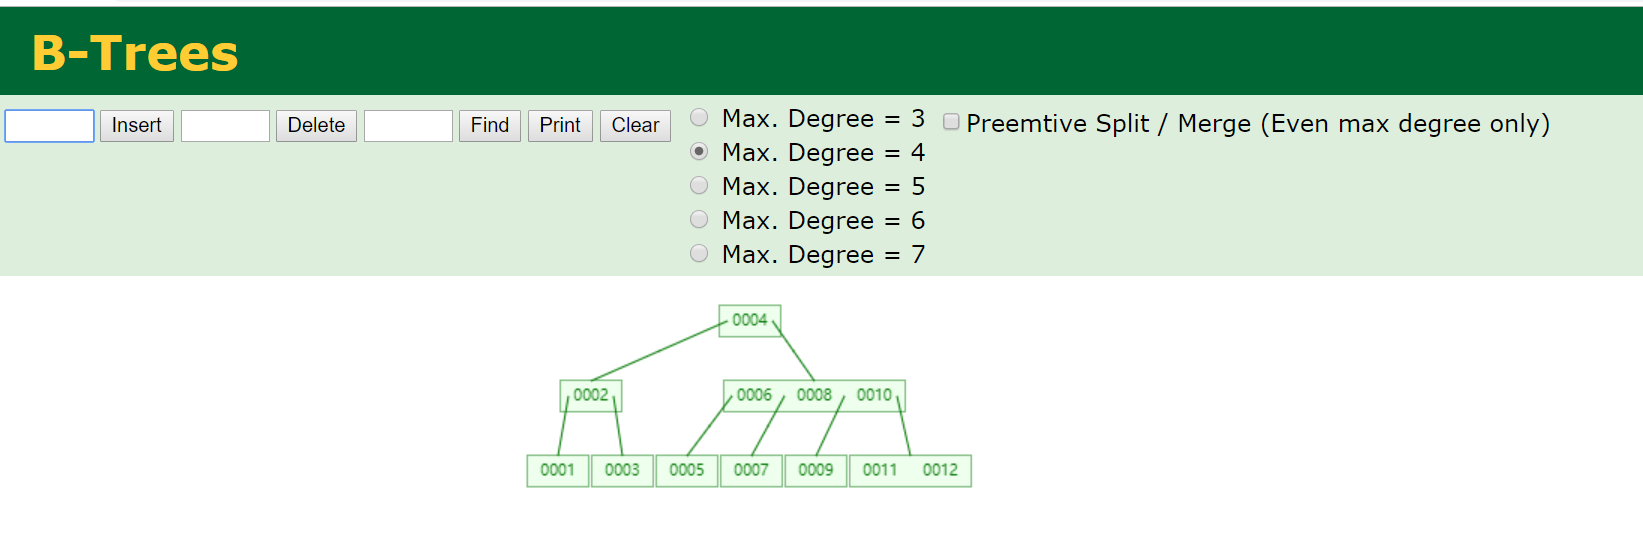 B-Trees
Insert Delete Find Print Clear
Max. Degree = 3
Max. Degree = 4
Max. Degree = 5
Max. Degree = 6
Max. Degree = 7
Preemtive Split / Merge (Even max degree only)
0004
0002 0006 0008 0010
0001 0003 0005 0007 0009 0011 0012